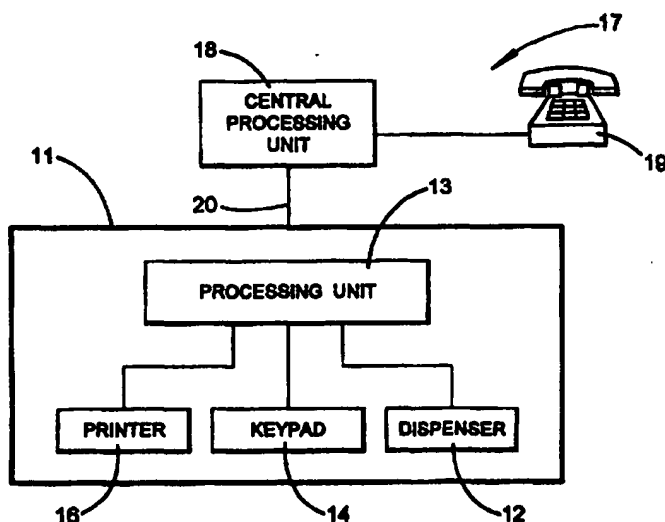 17
18
CENTRAL
PROCESSING
UNIT
19
11
20
13
PROCESSING UNIT
PRINTER
KEYPAD
DISPENSER
16
14
12